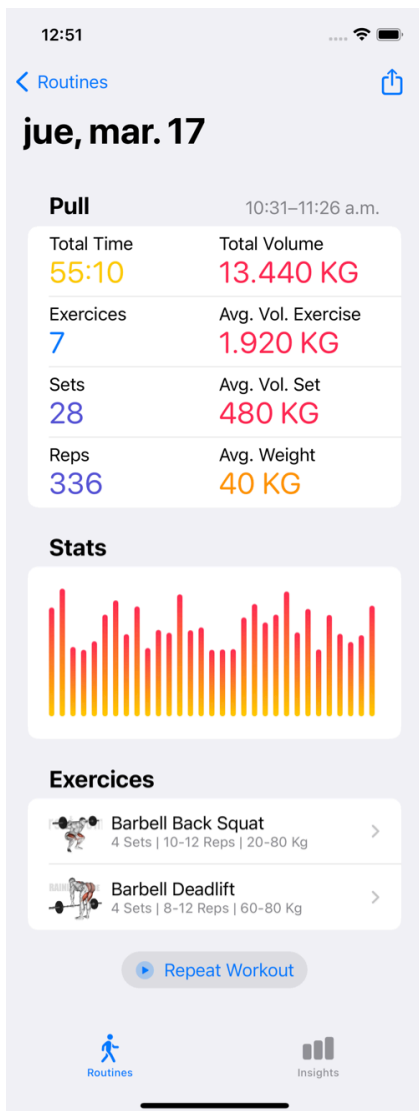 12:51
Routines
jue, mar. 17
Pull 10:31–11:26 a.m.
Total Time Total Volume
55:10 13.440 KG
Exercices Avg. Vol. Exercise
7 1.920 KG
Sets Avg. Vol. Set
28 480 KG
Reps Avg. Weight
336 40 KG
Stats
Exercices
Barbell Back Squat
4 Sets | 10-12 Reps | 20-80 Kg
Barbell Deadlift
4 Sets | 8-12 Reps | 60-80 Kg
Repeat Workout
Routines Insights